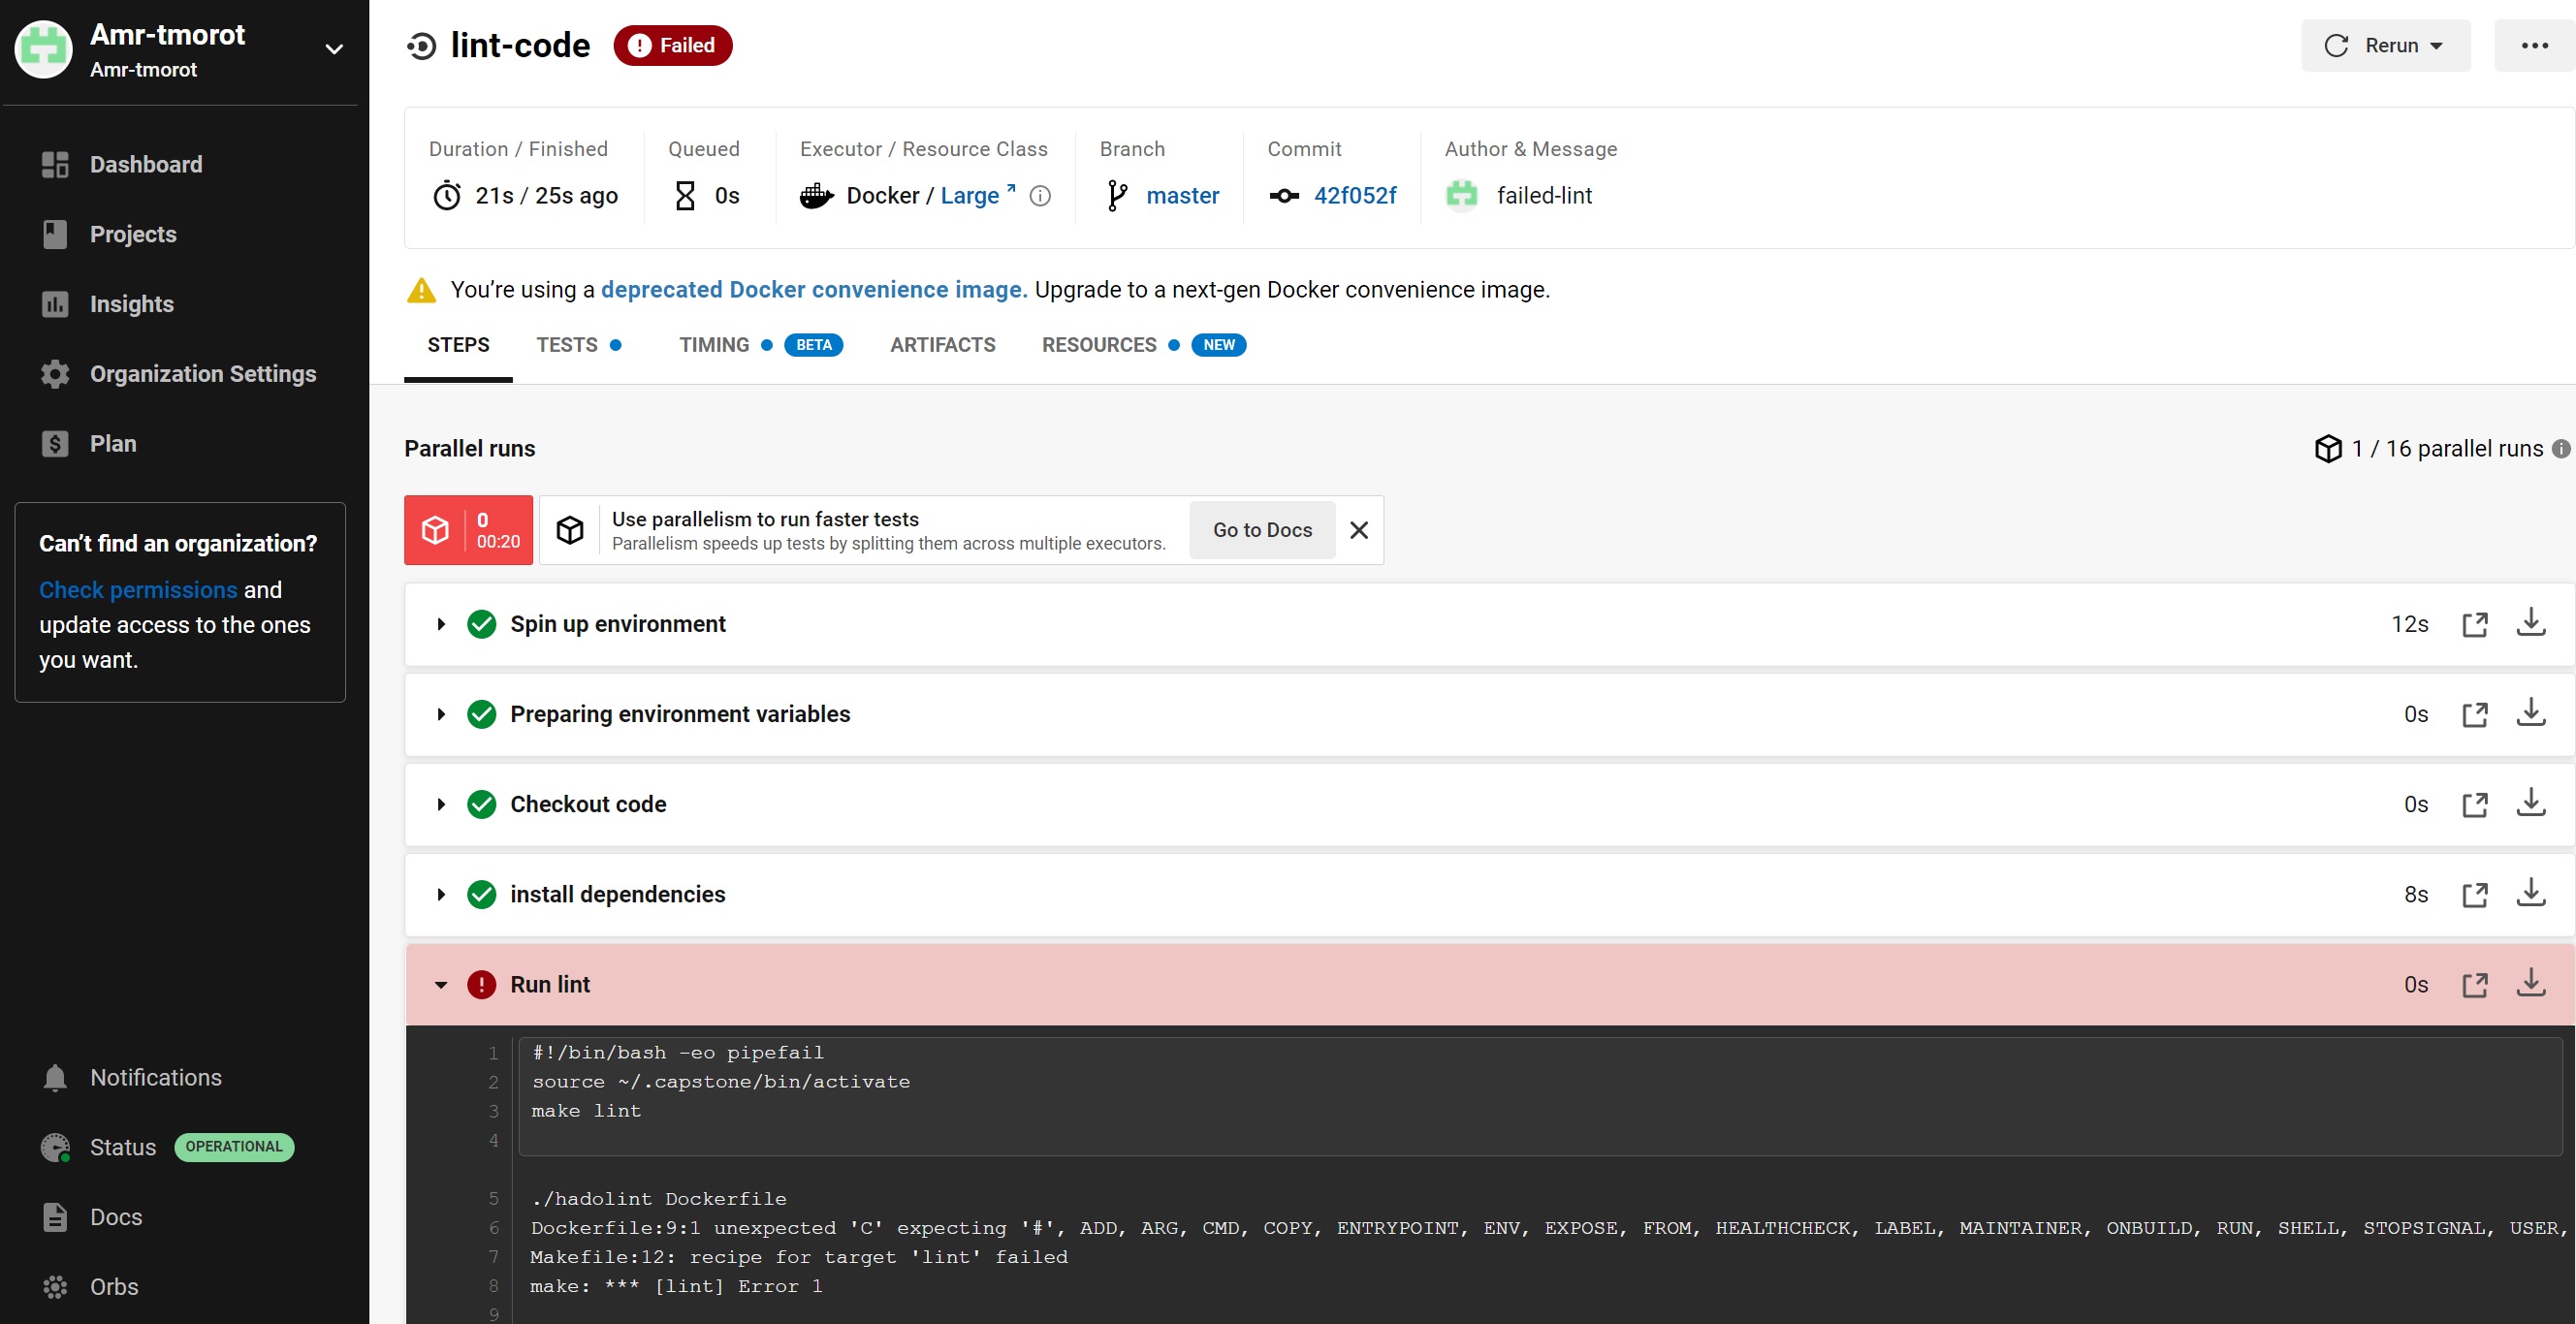 Amr-tmorot
Amr-tmorot
Dashboard
Projects
Insights
Organization Settings
Plan
Can’t find an organization?
Check permissions and
update access to the ones
you want.
Notifications
Status OPERATIONAL
Docs
Orbs
lint-code Failed
Rerun
Duration / Finished
21s / 25s ago
Queued
0s
Executor / Resource Class
Docker / Large
Branch
master
Commit
42f052f
Author & Message
failed-lint
You’re using a deprecated Docker convenience image. Upgrade to a next-gen Docker convenience image.
STEPS TESTS TIMING BETA ARTIFACTS RESOURCES NEW
Parallel runs
1 / 16 parallel runs
0
00:20
Use parallelism to run faster tests
Parallelism speeds up tests by splitting them across multiple executors.
Go to Docs
Spin up environment 12s
Preparing environment variables 0s
Checkout code 0s
install dependencies 8s
Run lint 0s
1 #!/bin/bash -eo pipefail
2 source ~/.capstone/bin/activate
3 make lint
4
5 ./hadolint Dockerfile
6 Dockerfile:9:1 unexpected 'C' expecting '#', ADD, ARG, CMD, COPY, ENTRYPOINT, ENV, EXPOSE, FROM, HEALTHCHECK, LABEL, MAINTAINER, ONBUILD, RUN, SHELL, STOPSIGNAL, USER,
7 Makefile:12: recipe for target 'lint' failed
8 make: *** [lint] Error 1
9